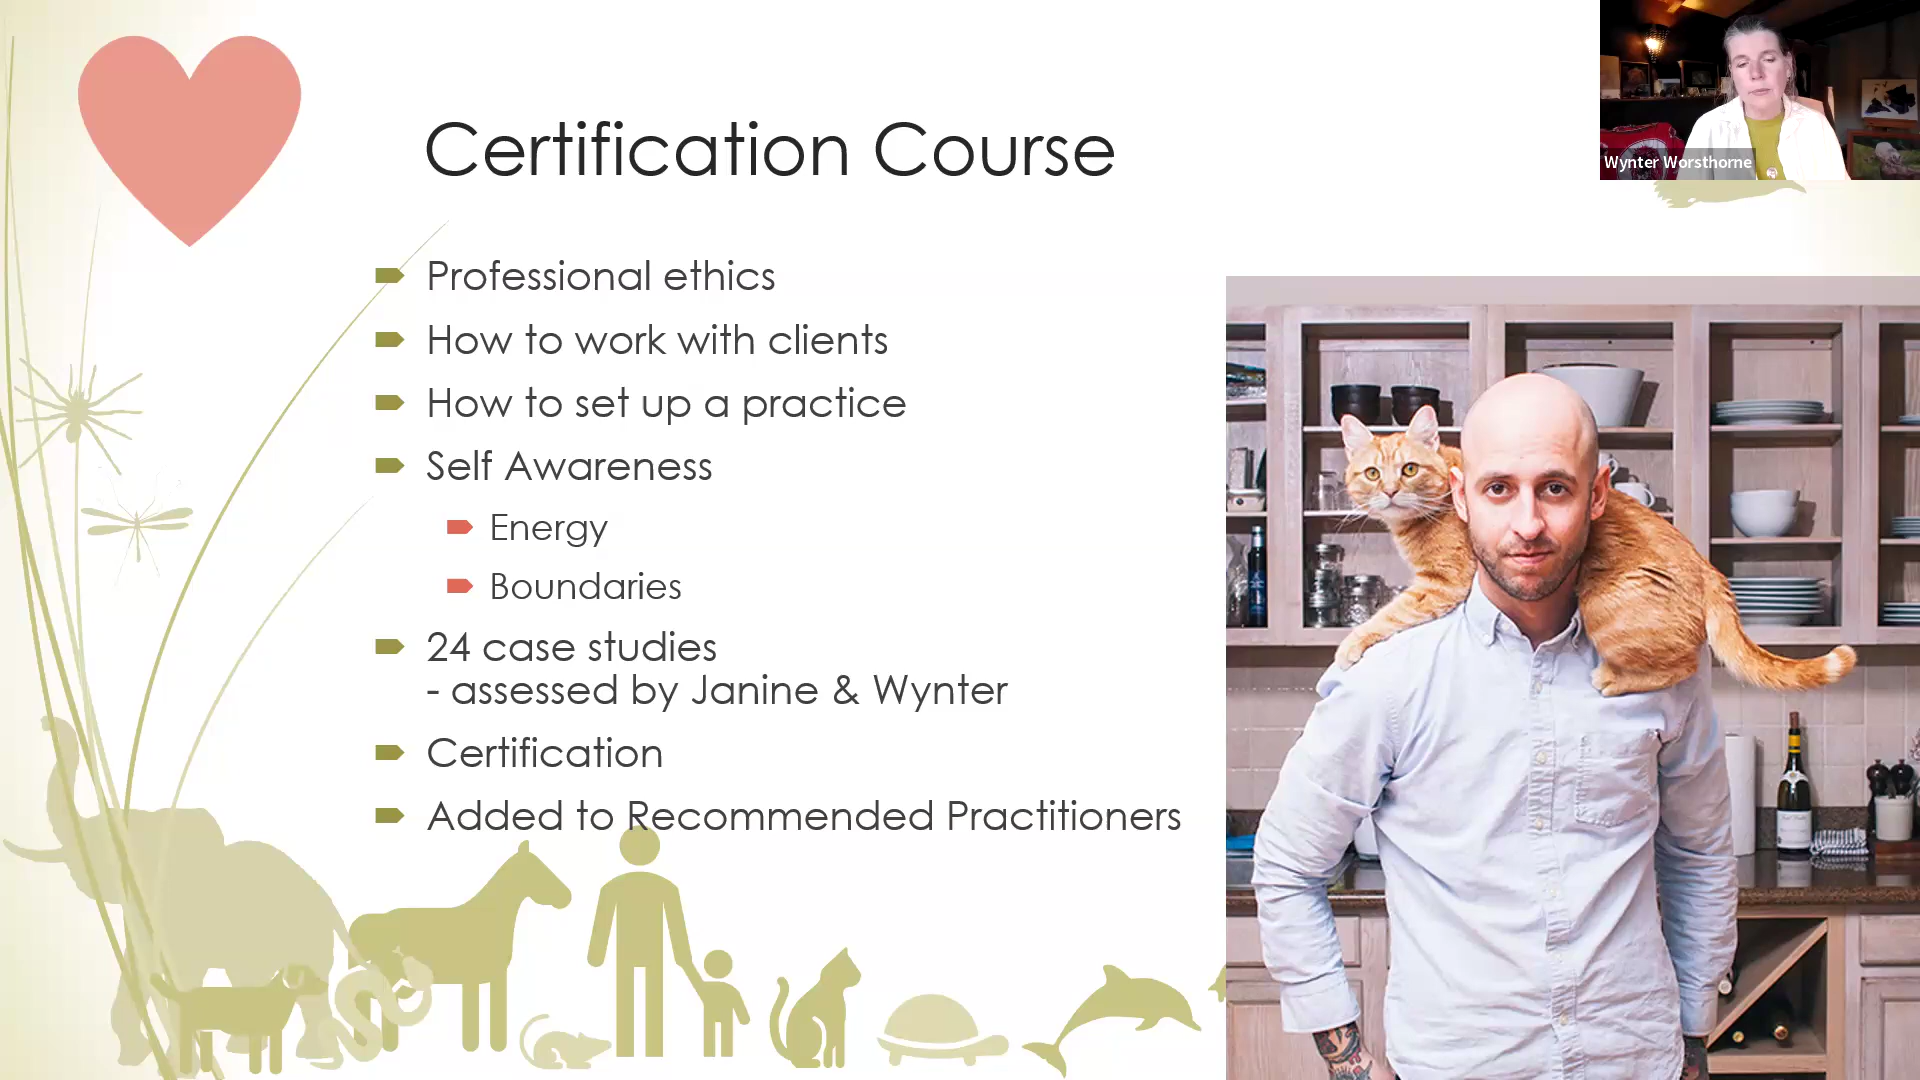 Certification Course
Wynter Worsthorne
Professional ethics
How to work with clients
How to set up a practice
Self Awareness
Energy
Boundaries
24 case studies
- assessed by Janine & Wynter
Certification
Added to Recommended Practitioners